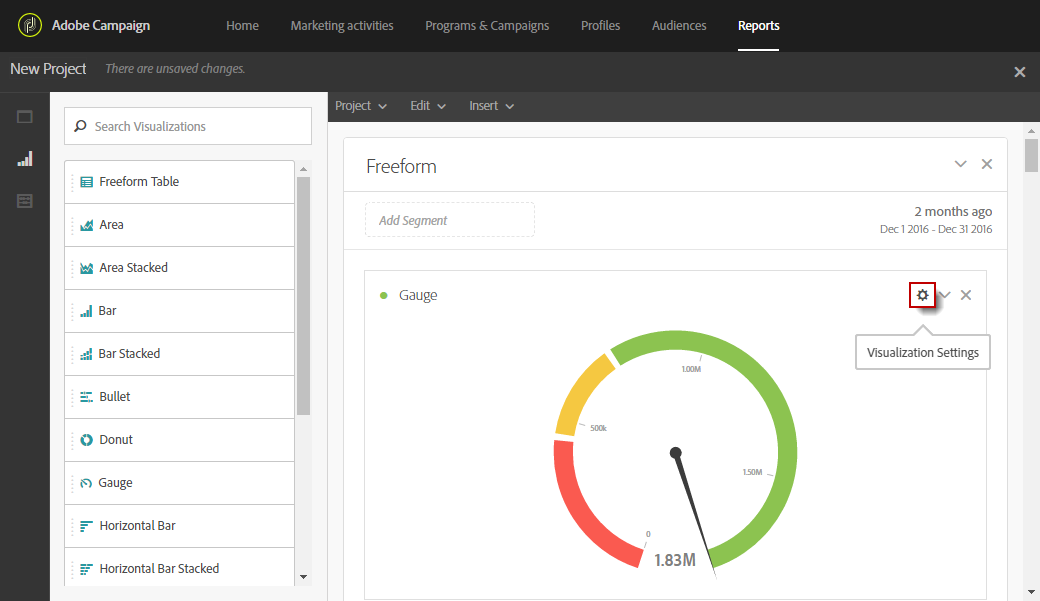 Adobe Campaign
Home
Marketing activities
Programs & Campaigns
Profiles
Audiences
Reports
New Project
There are unsaved changes.
Search Visualizations
Freeform Table
Area
Area Stacked
Bar
Bar Stacked
Bullet
Donut
Gauge
Horizontal Bar
Horizontal Bar Stacked
Project
Edit
Insert
Freeform
Add Segment
2 months ago
Dec 1 2016 - Dec 31 2016
Gauge
Visualization Settings
1.00M
500k
1.50M
0
1.83M